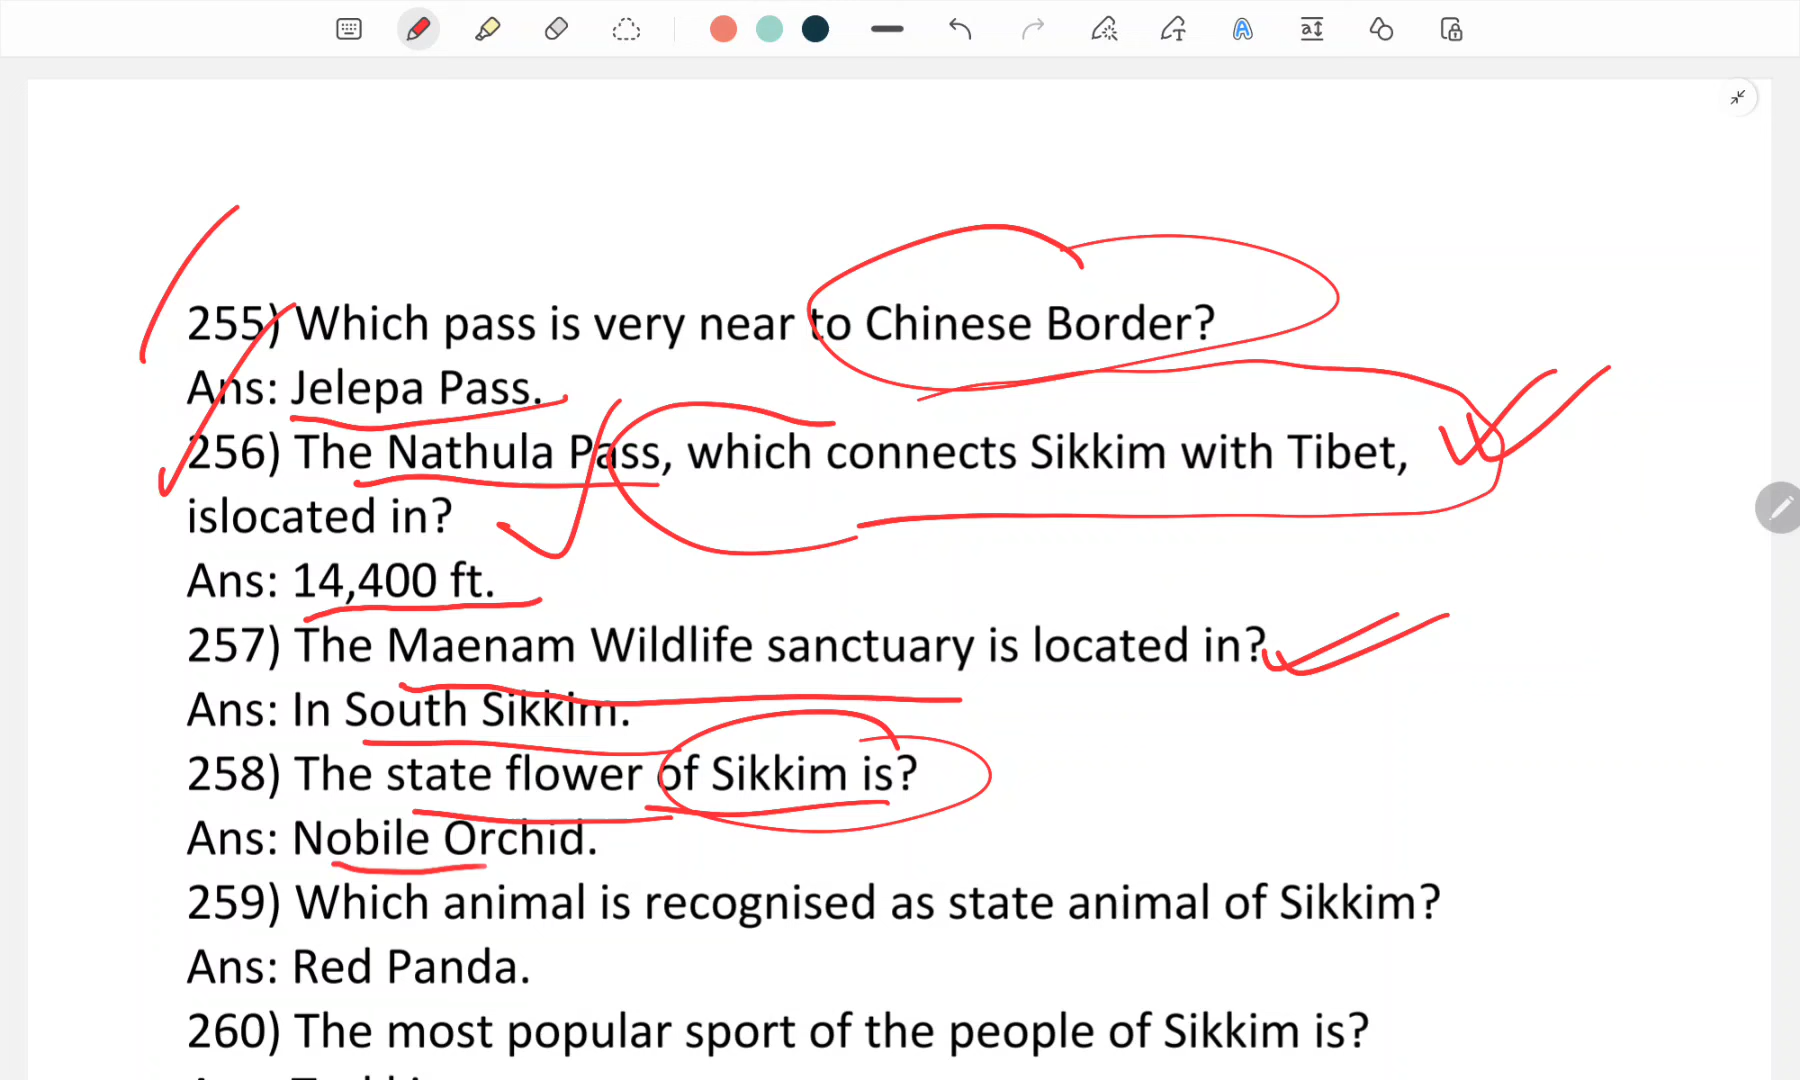 255) Which pass is very near to Chinese Border?
Ans: Jelepa Pass.
256) The Nathula Pass, which connects Sikkim with Tibet,
islocated in?
Ans: 14,400 ft.
257) The Maenam Wildlife sanctuary is located in?
Ans: In South Sikkim.
258) The state flower of Sikkim is?
Ans: Nobile Orchid.
259) Which animal is recognised as state animal of Sikkim?
Ans: Red Panda.
260) The most popular sport of the people of Sikkim is?